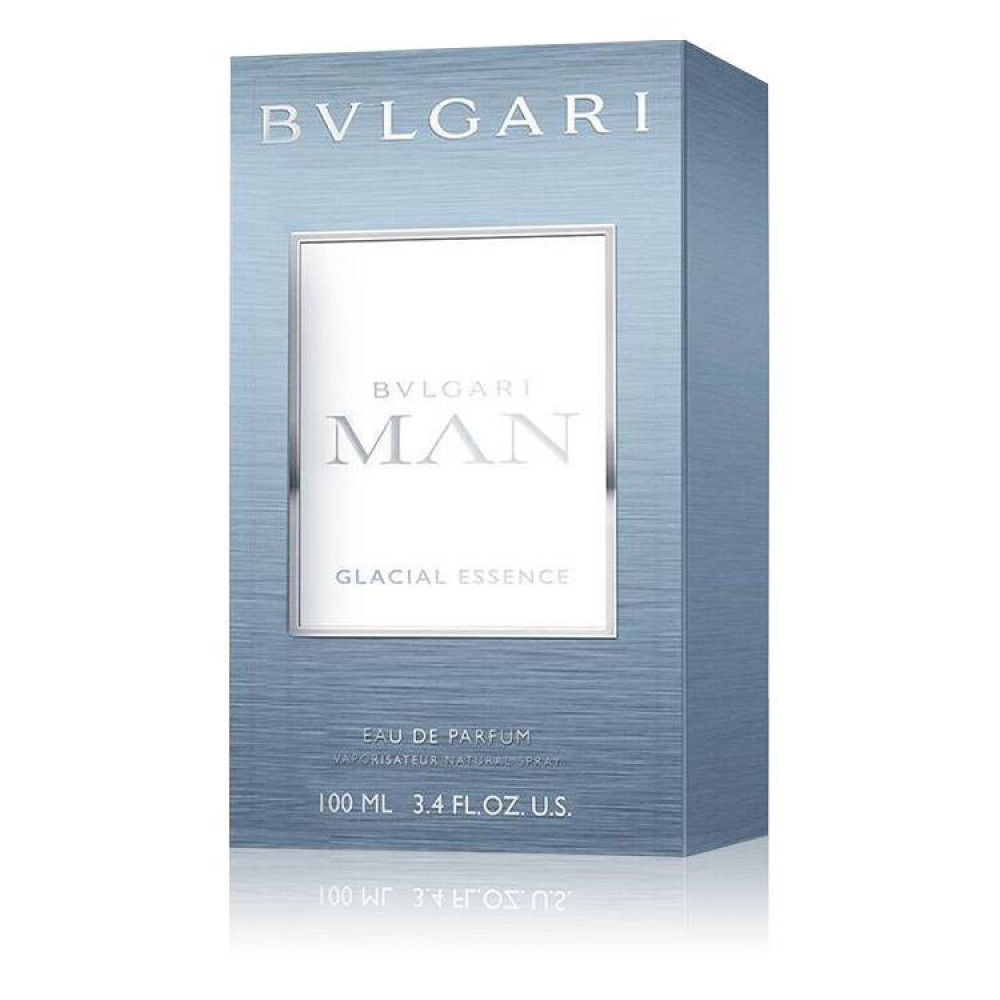 BVLGARI
BVLGARI
MAN
GLACIAL ESSENCE
EAU DE PARFUM
VAPORISATEUR NATURAL SPRAY
100 ML 3.4 FL.OZ. U.S.